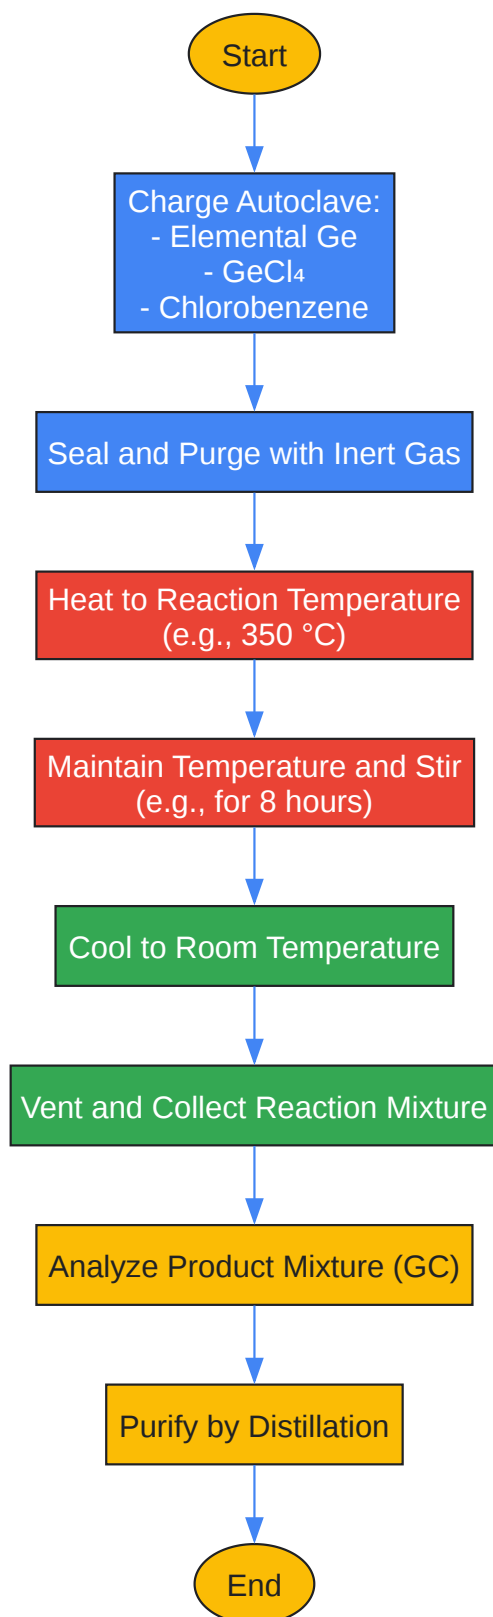 Start
Charge Autoclave:
- Elemental Ge
- GeCl₄
- Chlorobenzene
Seal and Purge with Inert Gas
Heat to Reaction Temperature
(e.g., 350 °C)
Maintain Temperature and Stir
(e.g., for 8 hours)
Cool to Room Temperature
Vent and Collect Reaction Mixture
Analyze Product Mixture (GC)
Purify by Distillation
End